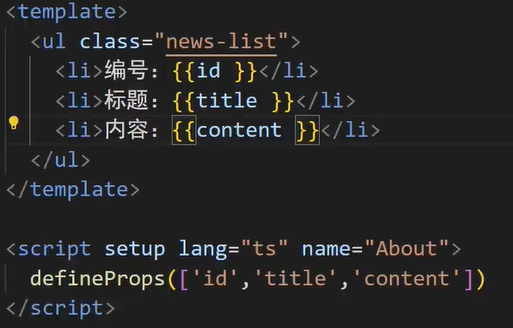 <template>
  <ul class="news-list">
    <li>编号：{{id }}</li>
    <li>标题：{{title }}</li>
    <li>内容：{{content }}</li>
  </ul>
</template>

<script setup lang="ts" name="About">
  defineProps(['id','title','content'])
</script>